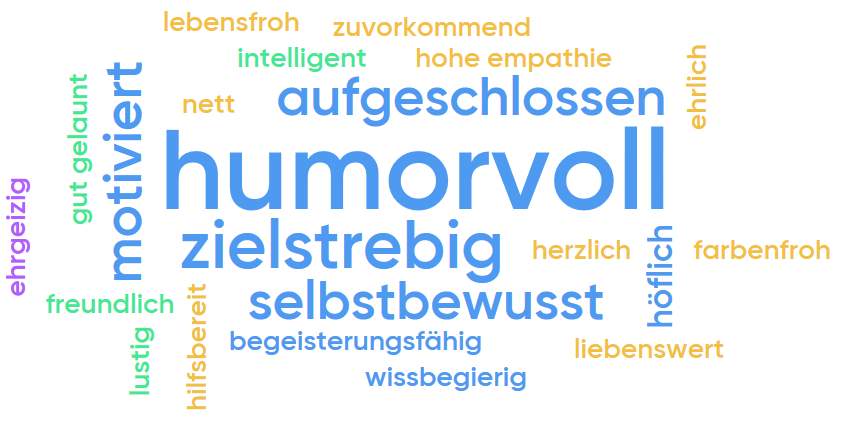 lebensfroh
zuvorkommend
intelligent
hohe empathie
ehrlich
nett
aufgeschlossen
motiviert
gut gelaunt
humorvoll
ehrgeizig
zielstrebig
herzlich
höflich
farbenfroh
freundlich
hilfsbereit
selbstbewusst
lustig
begeisterungsfähig
liebenswert
wissbegierig